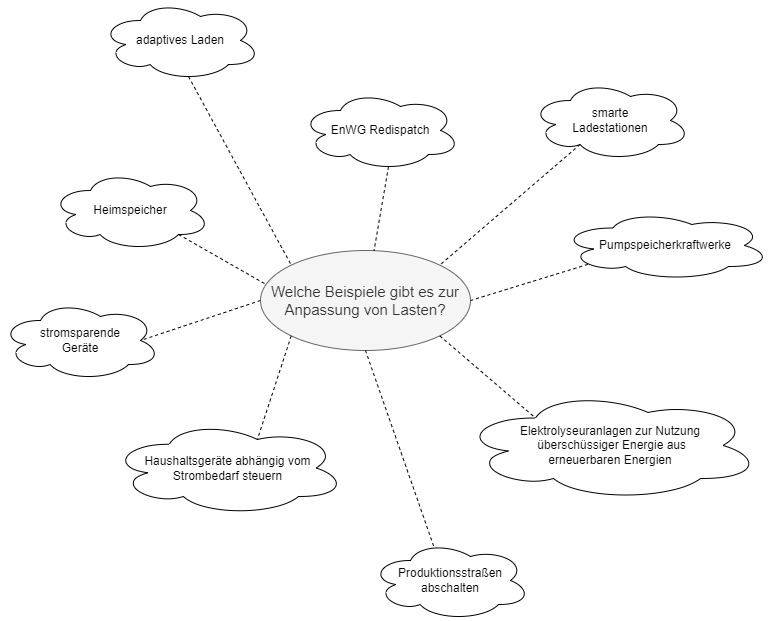 adaptives Laden
EnWG Redispatch
smarte
Ladestationen
Heimspeicher
Pumpspeicherkraftwerke
Welche Beispiele gibt es zur
Anpassung von Lasten?
stromsparende
Geräte
Haushaltsgeräte abhängig vom
Strombedarf steuern
Elektrolyseuranlagen zur Nutzung
überschüssiger Energie aus
erneuerbaren Energien
Produktionsstraßen
abschalten